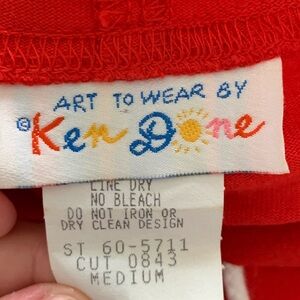 ART TO WEAR BY
©Ken Done
LINE DRY
NO BLEACH
DO NOT IRON OR
DRY CLEAN DESIGN
ST 60-5711
CUT 0843
MEDIUM